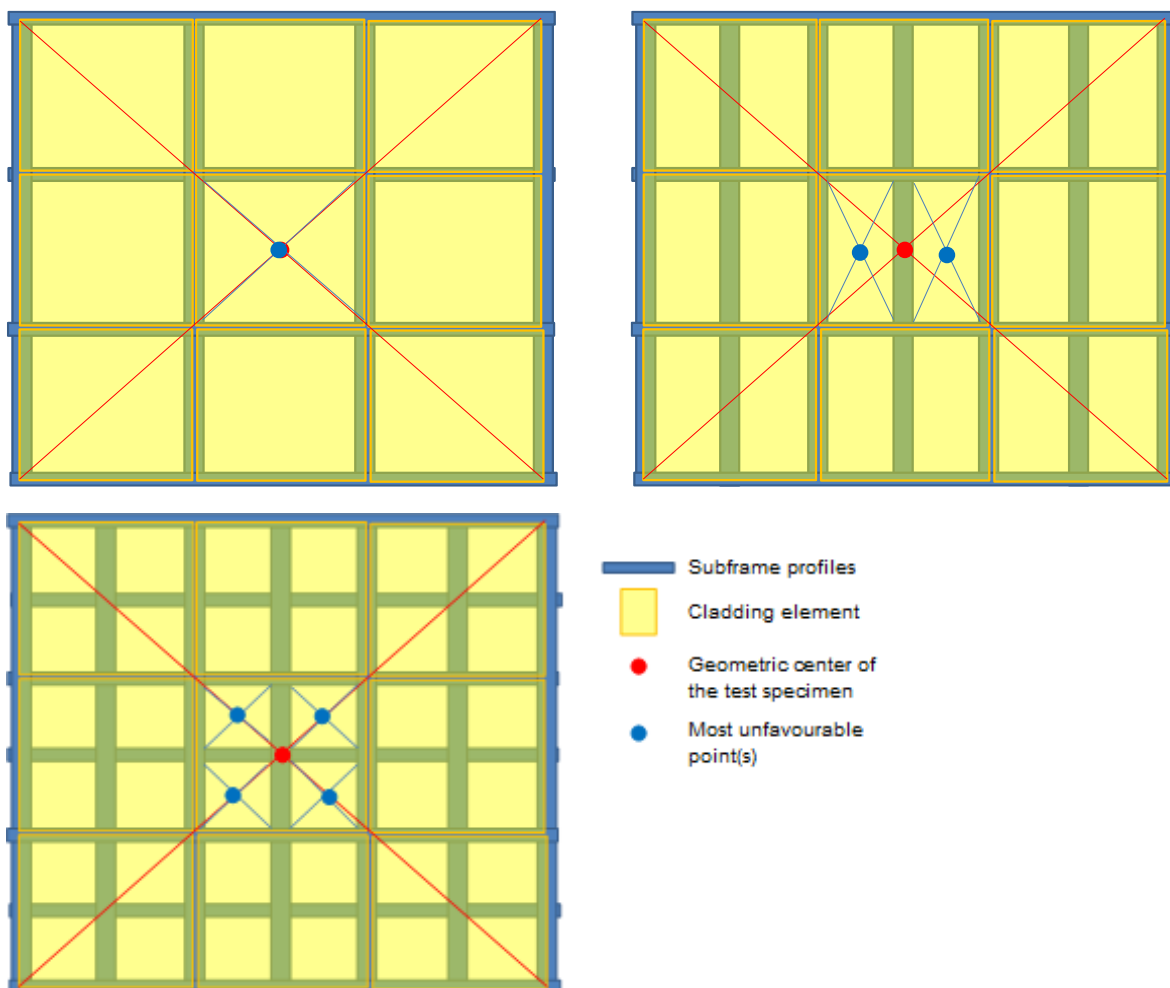 Subframe profiles
Cladding element
Geometric center of
the test specimen
Most unfavourable
point(s)